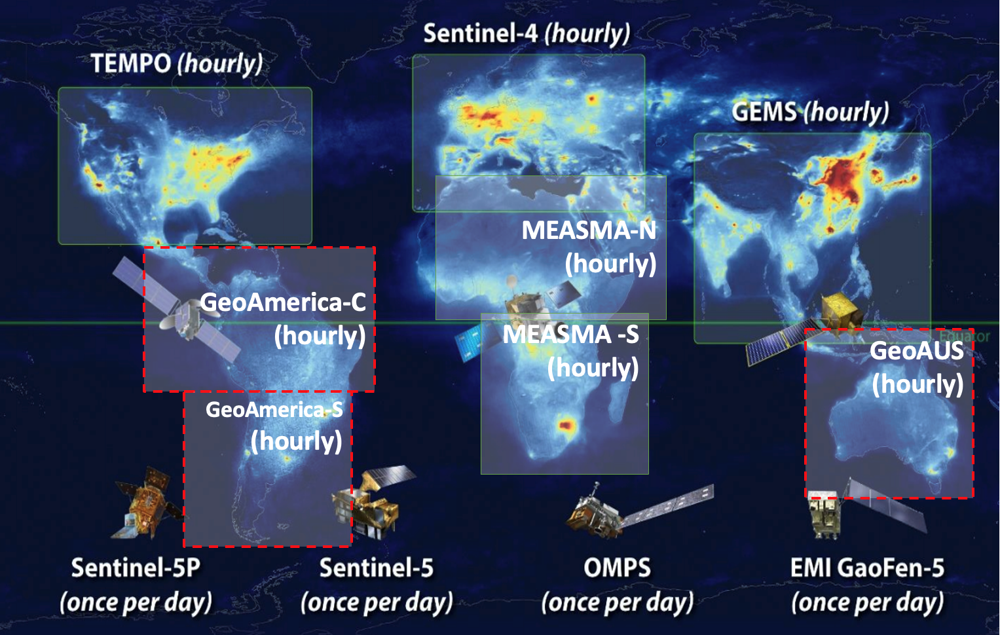 Sentinel-4 (hourly)
TEMPO (hourly)
GEMS (hourly)
MEASMA-N
(hourly)
GeoAmerica-C
(hourly)
MEASMA -S
(hourly)
Equator
GeoAUS
(hourly)
GeoAmerica-S
(hourly)
Sentinel-5P
(once per day)
Sentinel-5
(once per day)
OMPS
(once per day)
EMI GaoFen-5
(once per day)